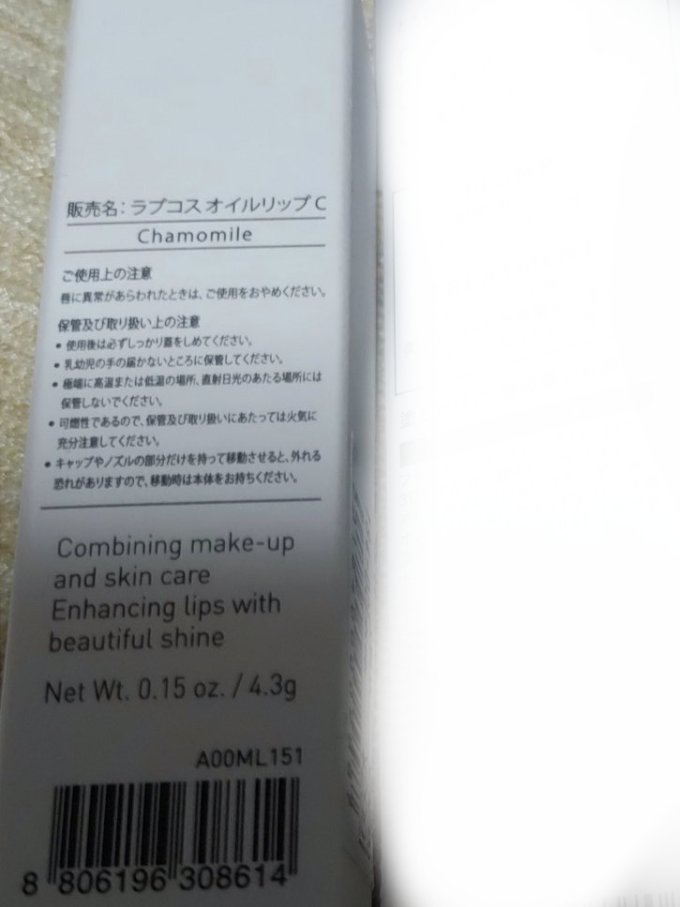 販売名：ラブコス オイルリップ C
Chamomile
ご使用上の注意
唇に異常があらわれたときは、ご使用をおやめください。
保管及び取り扱い上の注意
• 使用後は必ずしっかり蓋をしめてください。
• 乳幼児の手の届かないところに保管してください。
• 極端に高温または低温の場所、直射日光のあたる場所には
保管しないでください。
• 可燃性であるので、保管及び取り扱いにあたっては火気に
充分注意してください。
• キャップやノズルの部分だけを持って移動させると、外れる
恐れがありますので、移動時は本体をお持ちください。
Combining make-up
and skin care
Enhancing lips with
beautiful shine
Net Wt. 0.15 oz. / 4.3g
A00ML151
8 806196 308614